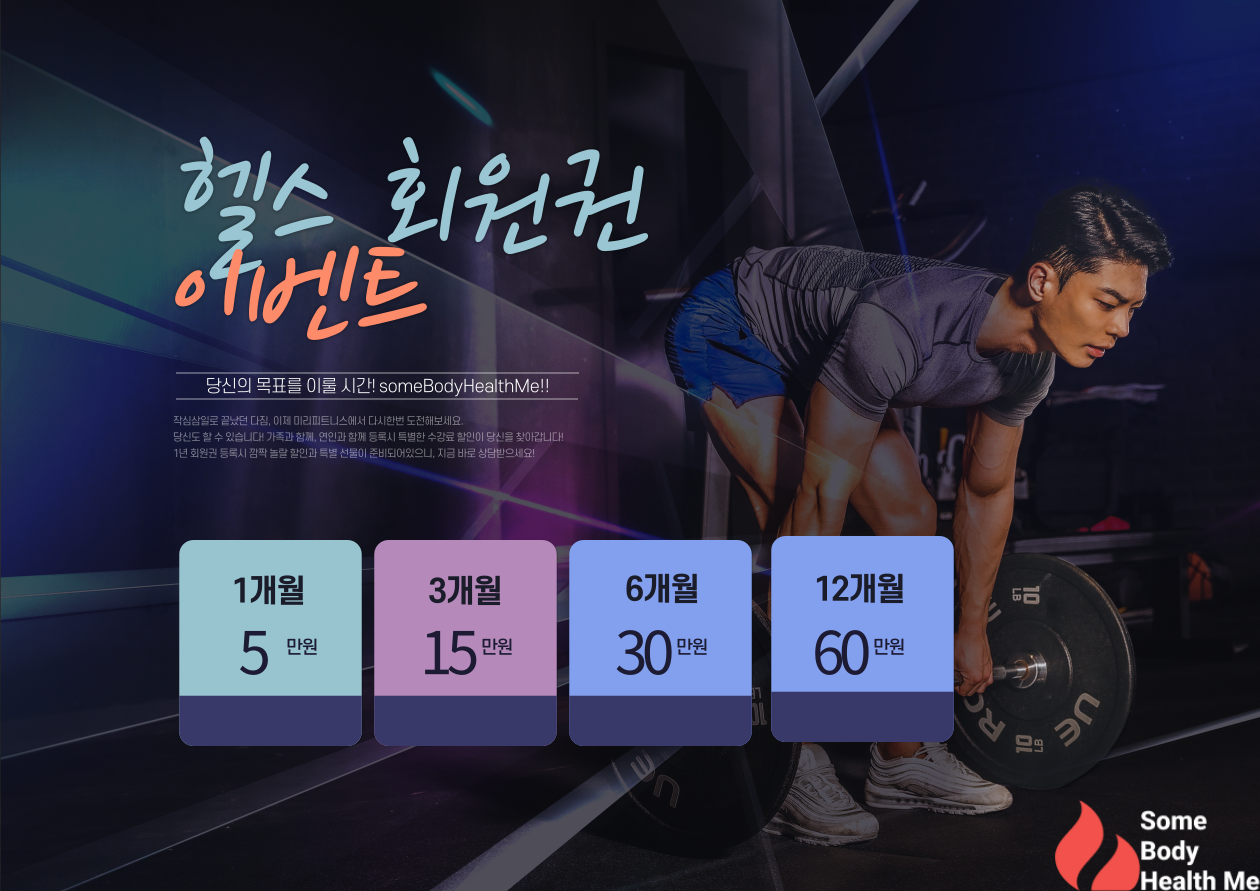 헬스 회원권
이벤트
당신의 목표를 이룰 시간! someBodyHealthMe!!
작심삼일로 끝났던 다짐, 이제 미리피트니스에서 다시한번 도전해보세요.
당신도 할 수 있습니다! 가족과 함께, 연인과 함께 등록시 특별한 수강료 할인이 당신을 찾아갑니다!
1년 회원권 등록시 깜짝 놀랄 할인과 특별 선물이 준비되어있으니, 지금 바로 상담받으세요!
1개월
5 만원
3개월
15 만원
6개월
30 만원
12개월
60 만원
10 LB
UE
RO
10 LB
Some
Body
Health Me